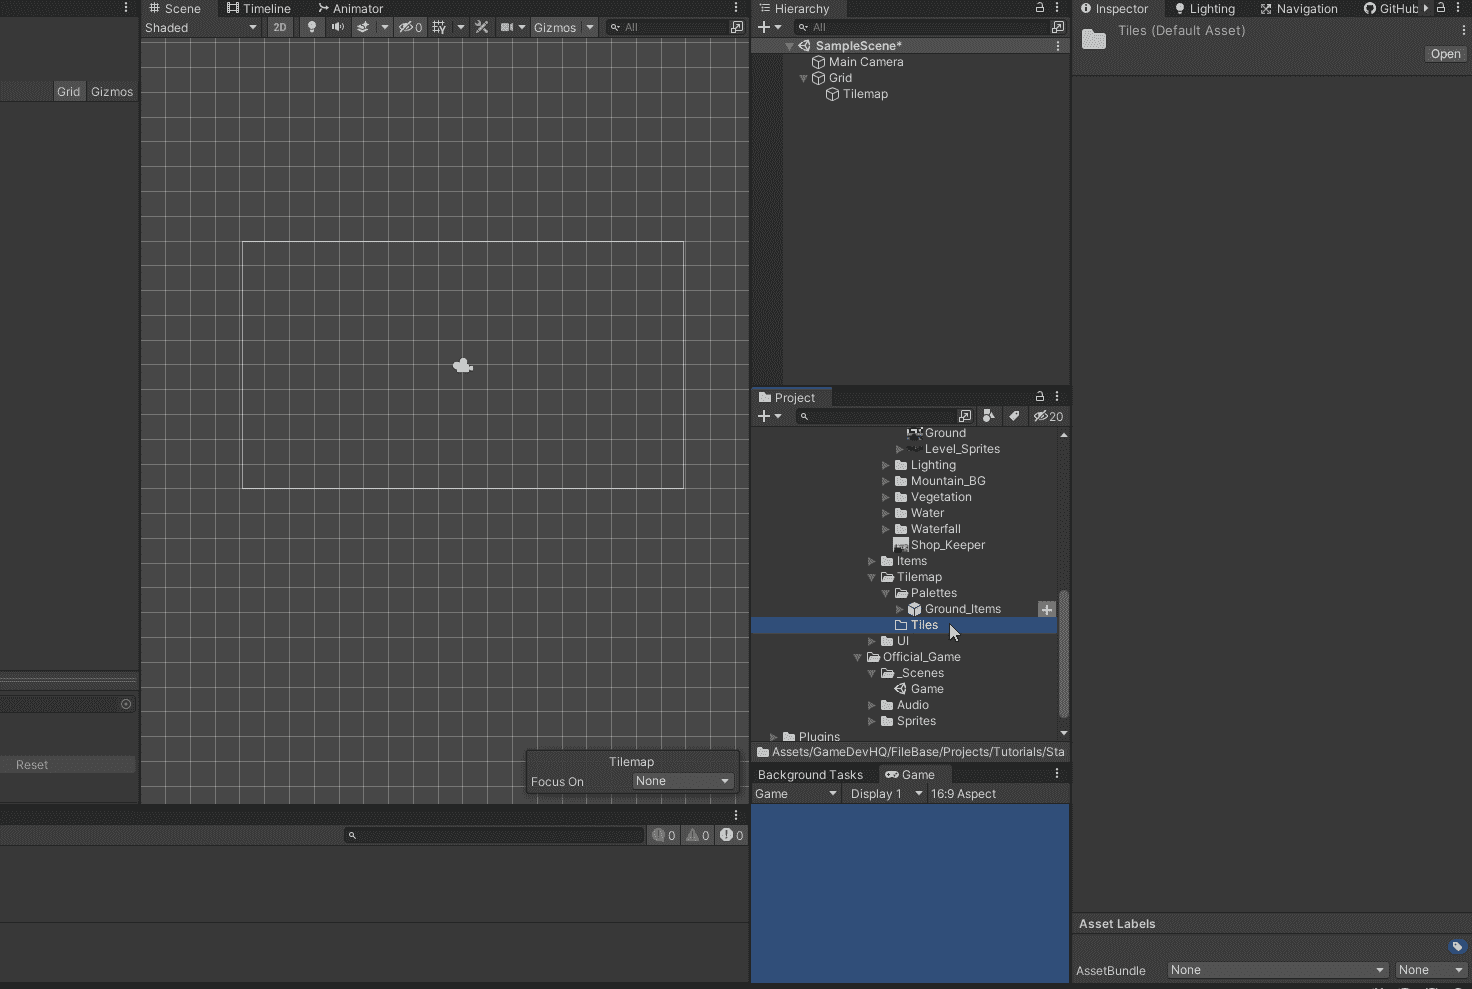 Scene
Timeline
Animator
Shaded
2D
0
Gizmos
All
Grid
Gizmos
Reset
Tilemap
Focus On
None
0
0
0
Hierarchy
All
SampleScene*
Main Camera
Grid
Tilemap
Project
20
Ground
Level_Sprites
Lighting
Mountain_BG
Vegetation
Water
Waterfall
Shop_Keeper
Items
Tilemap
Palettes
Ground_Items
Tiles
UI
Official_Game
_Scenes
Game
Audio
Sprites
Plugins
Assets/GameDevHQ/FileBase/Projects/Tutorials/Sta
Background Tasks
Game
Game
Display 1
16:9 Aspect
Inspector
Lighting
Navigation
GitHub
Tiles (Default Asset)
Open
Asset Labels
AssetBundle
None
None